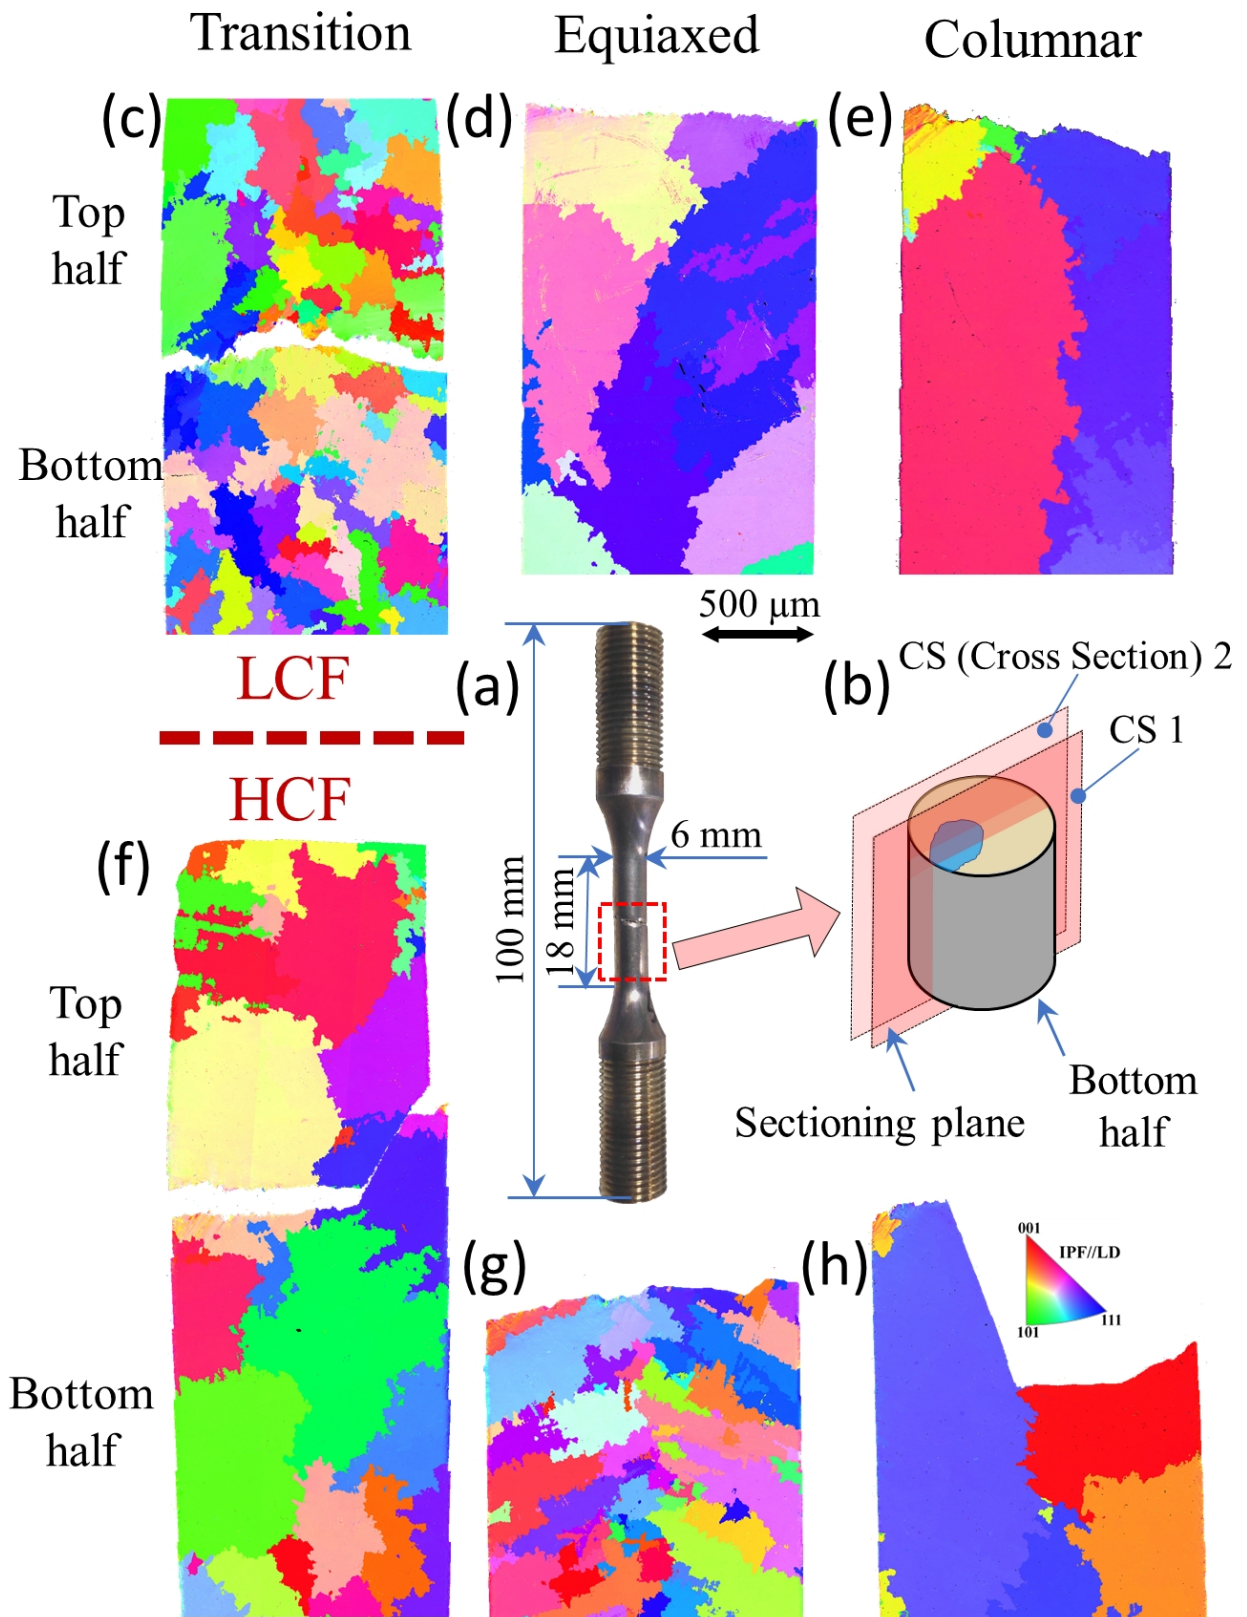 Transition
Equiaxed
Columnar
(c)
(d)
(e)
Top
half
Bottom
half
500 µm
LCF
HCF
(a)
100 mm
18 mm
6 mm
(b)
CS (Cross Section) 2
CS 1
Sectioning plane
Bottom
half
(f)
Top
half
Bottom
half
(g)
(h)
001
IPF//LD
101
111